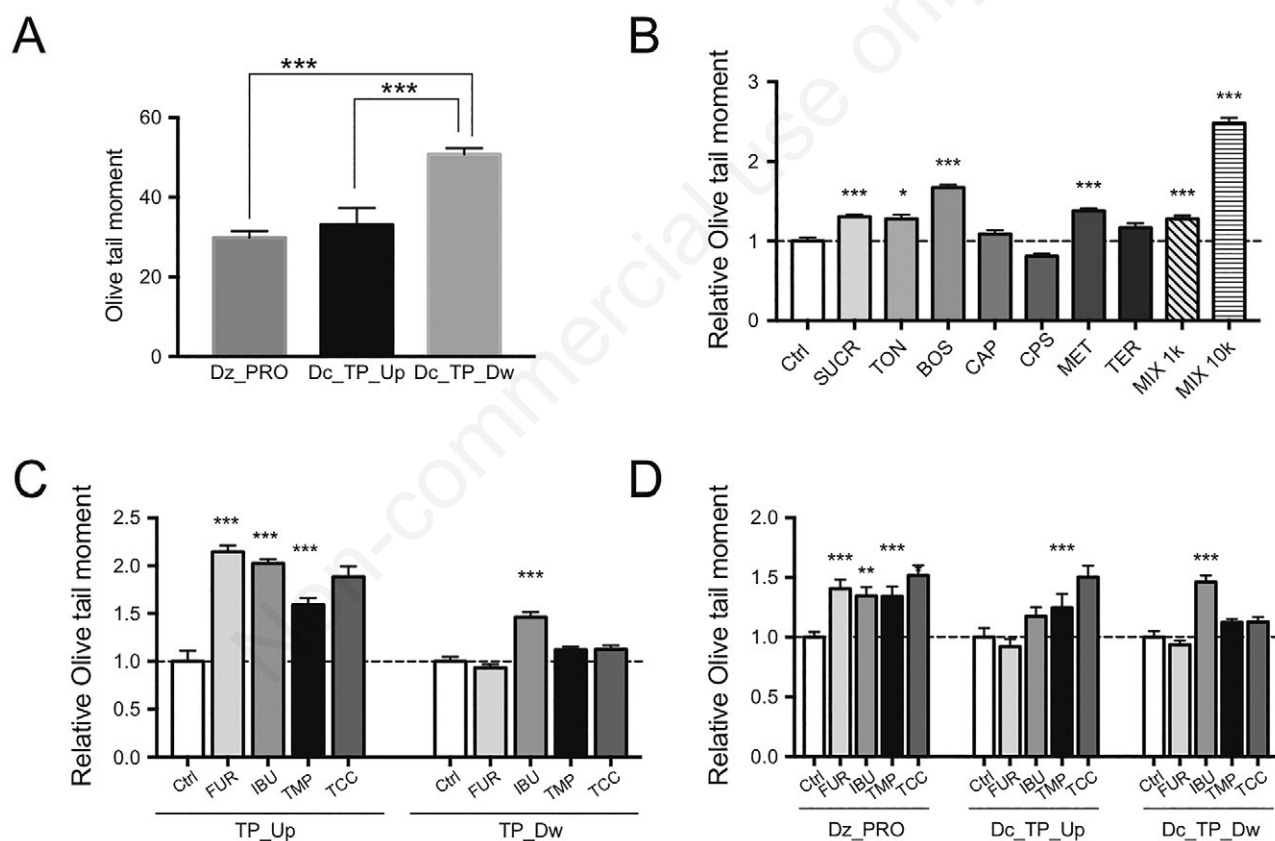 A
***
***
Olive tail moment
60
40
20
0
Dz_PRO
Dc_TP_Up
Dc_TP_Dw
B
Relative Olive tail moment
3
2
1
0
***
*
***
***
***
***
Ctrl
SUCR
TON
BOS
CAP
CPS
MET
TER
MIX 1k
MIX 10k
C
Relative Olive tail moment
2.5
2.0
1.5
1.0
0.5
0.0
***
***
***
***
Ctrl
FUR
IBU
TMP
TCC
Ctrl
FUR
IBU
TMP
TCC
TP_Up
TP_Dw
D
Relative Olive tail moment
2.0
1.5
1.0
0.5
0.0
***
**
***
***
***
Ctrl
FUR
IBU
TMP
TCC
Ctrl
FUR
IBU
TMP
TCC
Ctrl
FUR
IBU
TMP
TCC
Dz_PRO
Dc_TP_Up
Dc_TP_Dw
Non-commercial use only